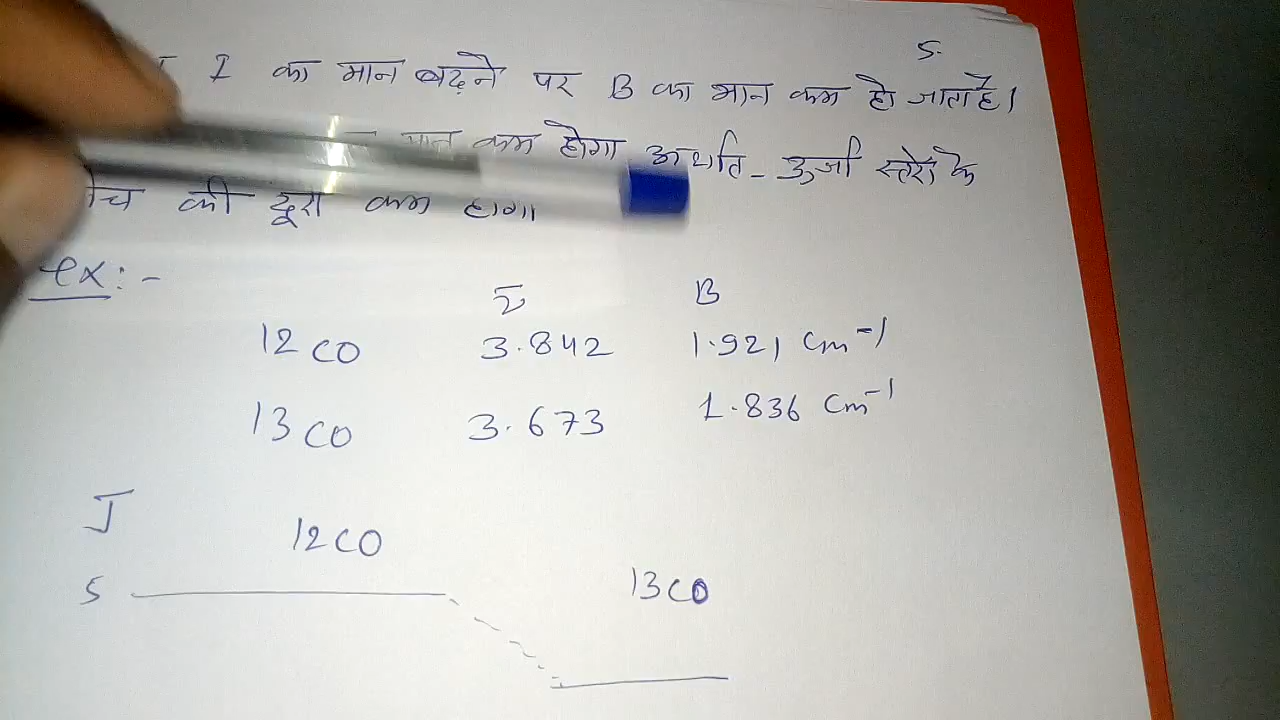 5.
I का मान बढ़ने पर B का मान कम हो जाता है।
मान कम होगा अर्थात - ऊर्जा स्तरों के
की दूरी कम होगा
ex:-
ν̄ B
12CO 3.842 1.921 cm⁻¹
13CO 3.673 1.836 cm⁻¹
J
12CO
13CO
5